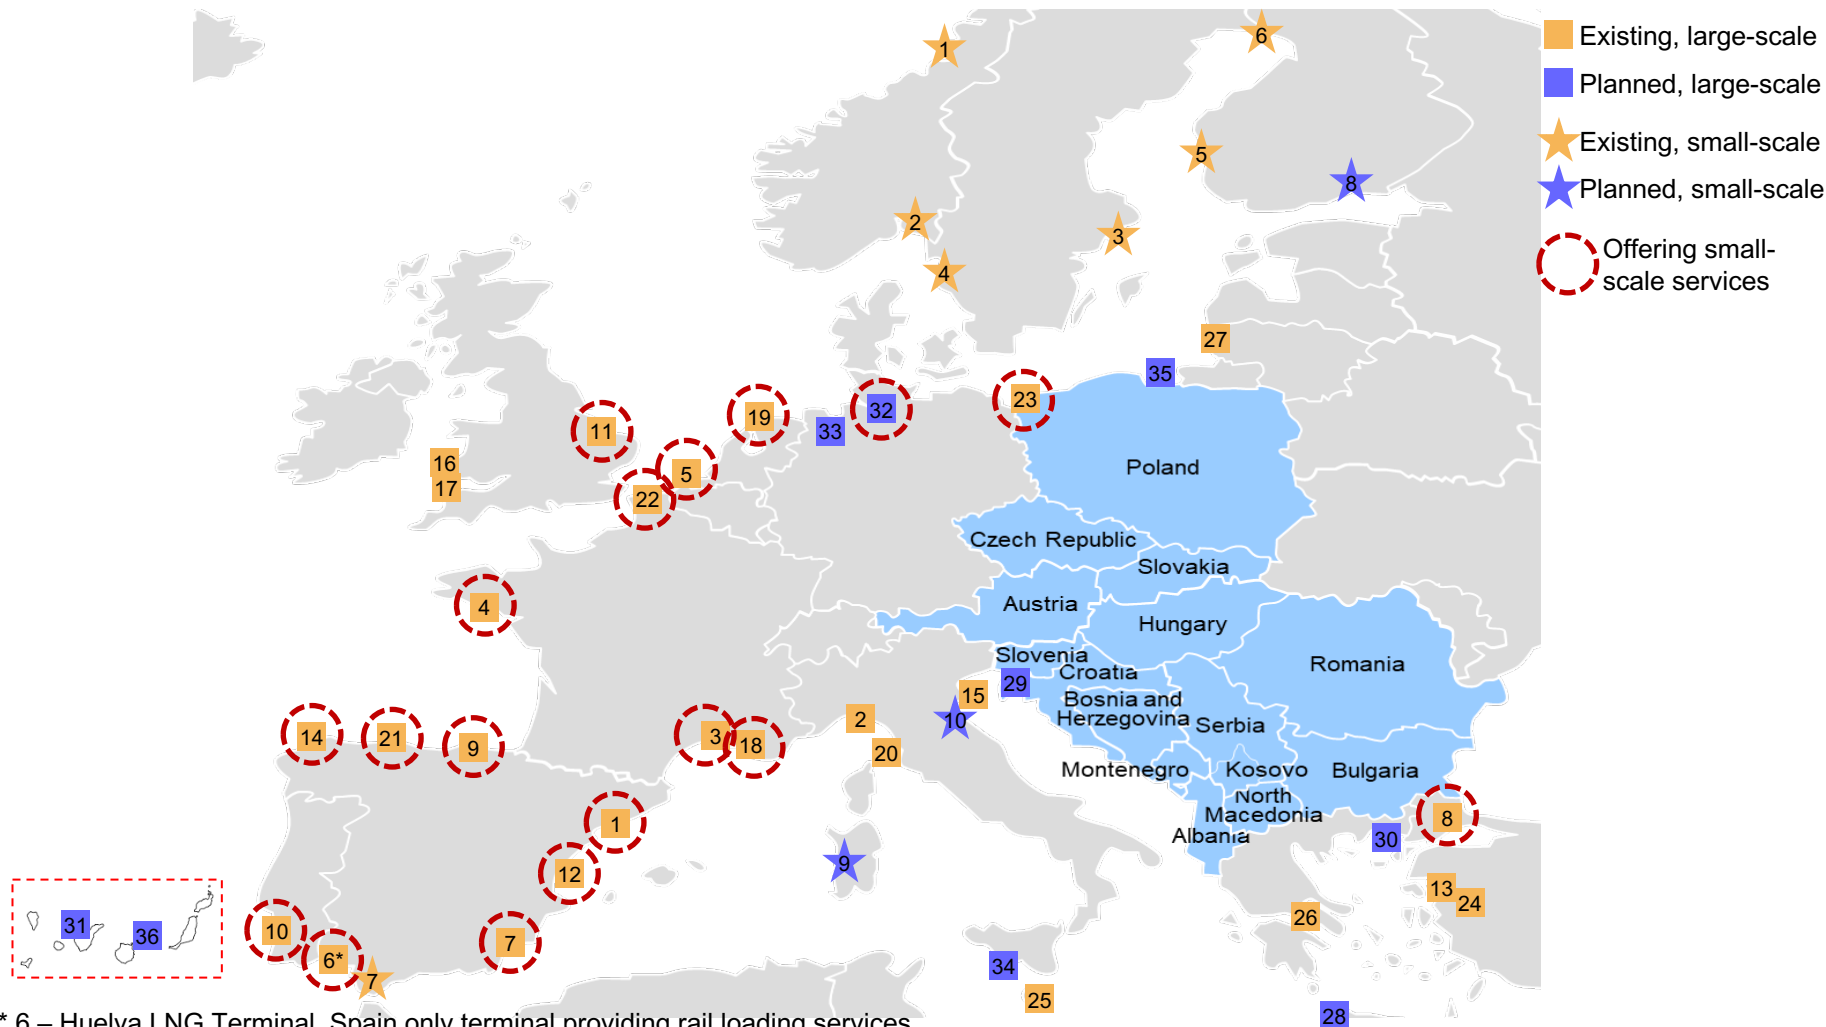 1
6
Existing, large-scale
Planned, large-scale
Existing, small-scale
5
8
Planned, small-scale
2
3
4
Offering small-
scale services
27
35
23
32
19
33
11
16
17
5
22
Poland
Czech Republic
Slovakia
4
Austria
Hungary
Slovenia
Croatia
Romania
29
15
10
Bosnia and
Herzegovina
Serbia
2
20
14
21
9
3
18
Montenegro
Kosovo
Bulgaria
North
Macedonia
Albania
8
30
1
12
9
13
24
26
31
36
10
6*
7
7
34
25
28
* 6 – Huelva LNG Terminal, Spain only terminal providing rail loading services